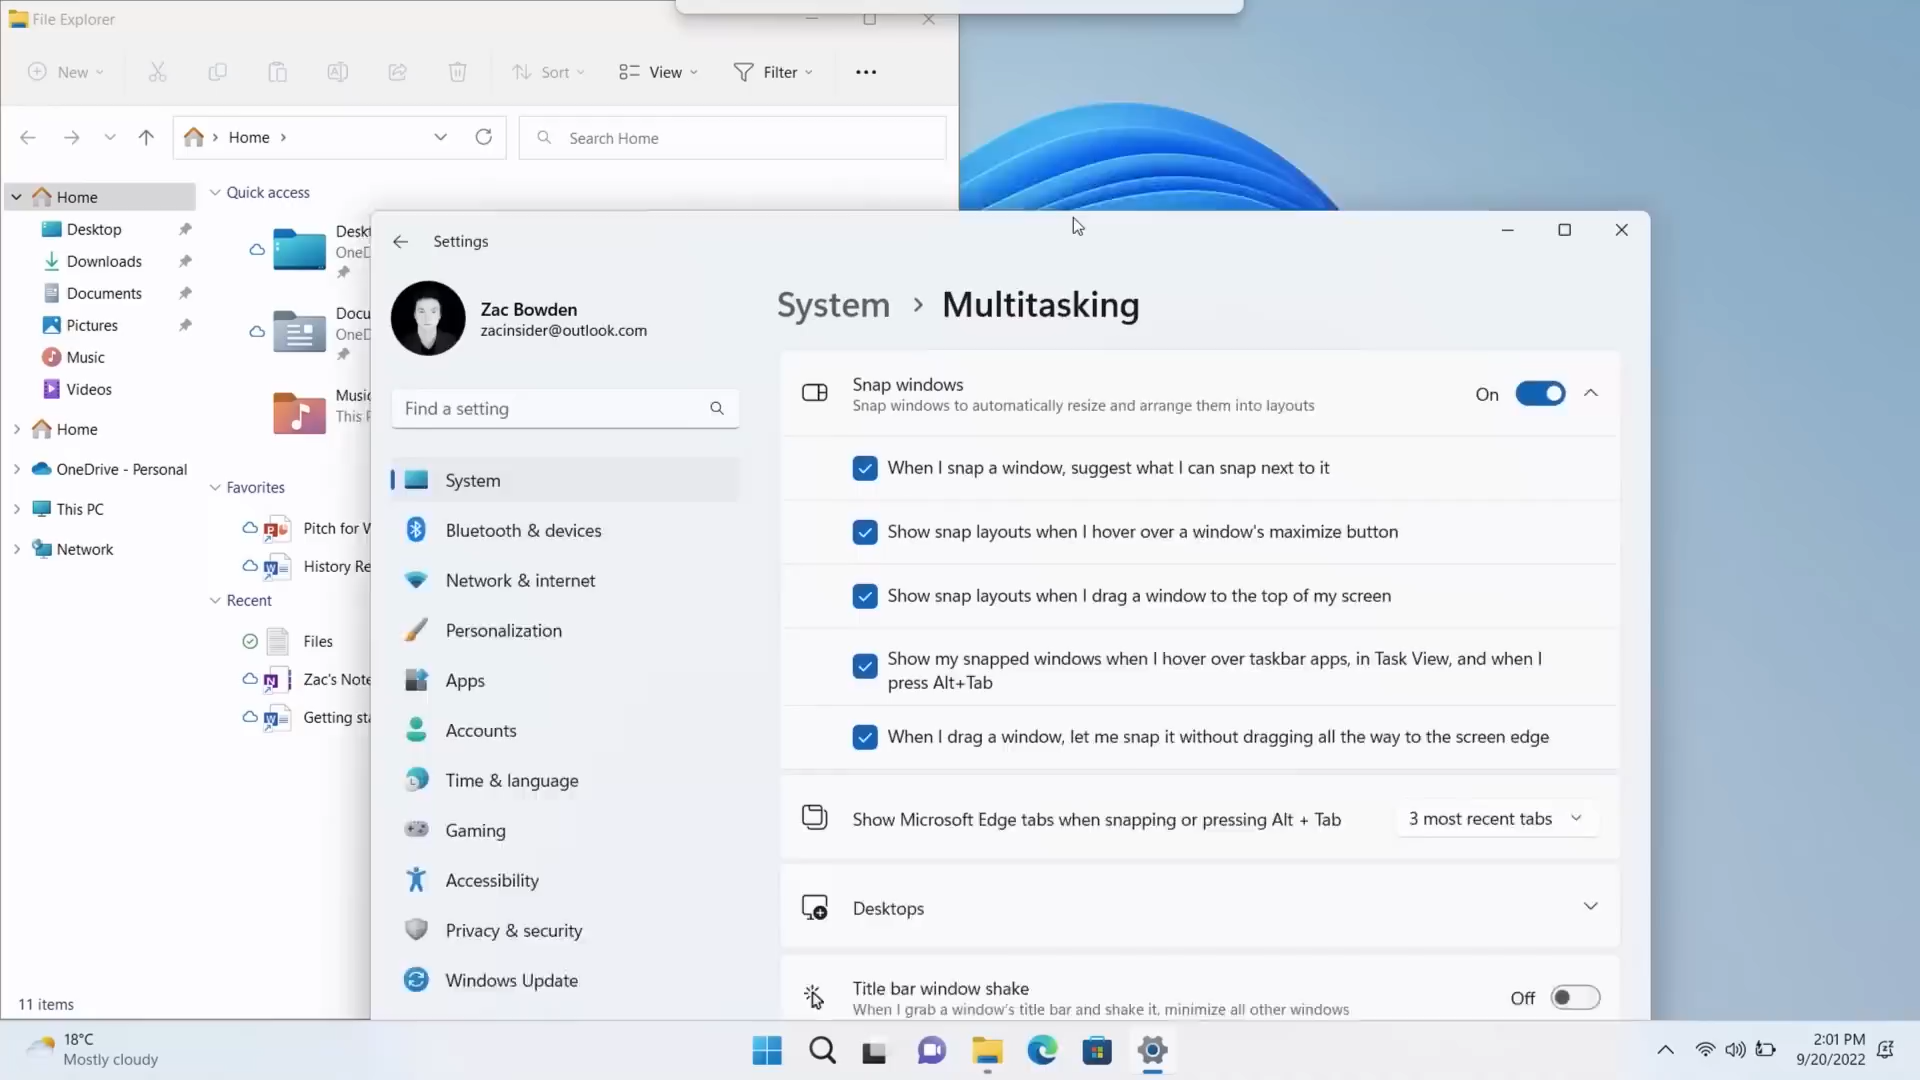 File Explorer
New
Sort
View
Filter
Home
Search Home
Home
Desktop
Downloads
Documents
Pictures
Music
Videos
Home
OneDrive - Personal
This PC
Network
Quick access
Favorites
Pitch for
Recent
Files
Zac's Note
11 items
Settings
Zac Bowden
zacinsider@outlook.com
Find a setting
System
Bluetooth & devices
Network & internet
Personalization
Apps
Accounts
Time & language
Gaming
Accessibility
Privacy & security
Windows Update
System > Multitasking
Snap windows
Snap windows to automatically resize and arrange them into layouts
On
When I snap a window, suggest what I can snap next to it
Show snap layouts when I hover over a window's maximize button
Show snap layouts when I drag a window to the top of my screen
Show my snapped windows when I hover over taskbar apps, in Task View, and when I
press Alt+Tab
When I drag a window, let me snap it without dragging all the way to the screen edge
Show Microsoft Edge tabs when snapping or pressing Alt + Tab
3 most recent tabs
Desktops
Title bar window shake
When I grab a window's title bar and shake it, minimize all other windows
Off
18°C
Mostly cloudy
2:01 PM
9/20/2022